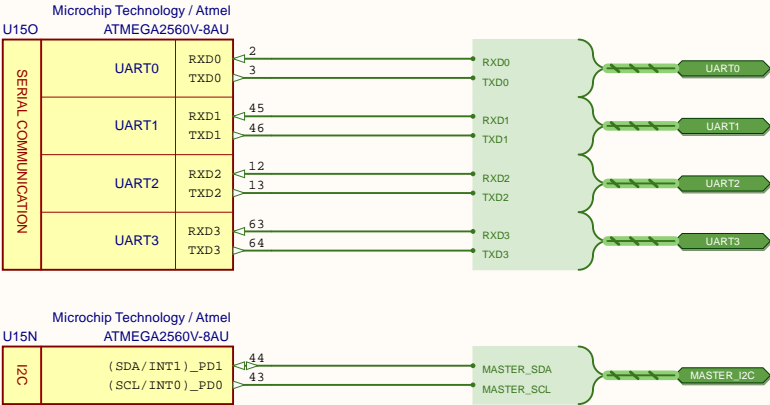 Microchip Technology / Atmel
U15O ATMEGA2560V-8AU
SERIAL COMMUNICATION
UART0 RXD0 2 RXD0 UART0
TXD0 3 TXD0
UART1 RXD1 45 RXD1 UART1
TXD1 46 TXD1
UART2 RXD2 12 RXD2 UART2
TXD2 13 TXD2
UART3 RXD3 63 RXD3 UART3
TXD3 64 TXD3
Microchip Technology / Atmel
U15N ATMEGA2560V-8AU
I2C
(SDA/INT1)_PD1 44 MASTER_SDA MASTER_I2C
(SCL/INT0)_PD0 43 MASTER_SCL